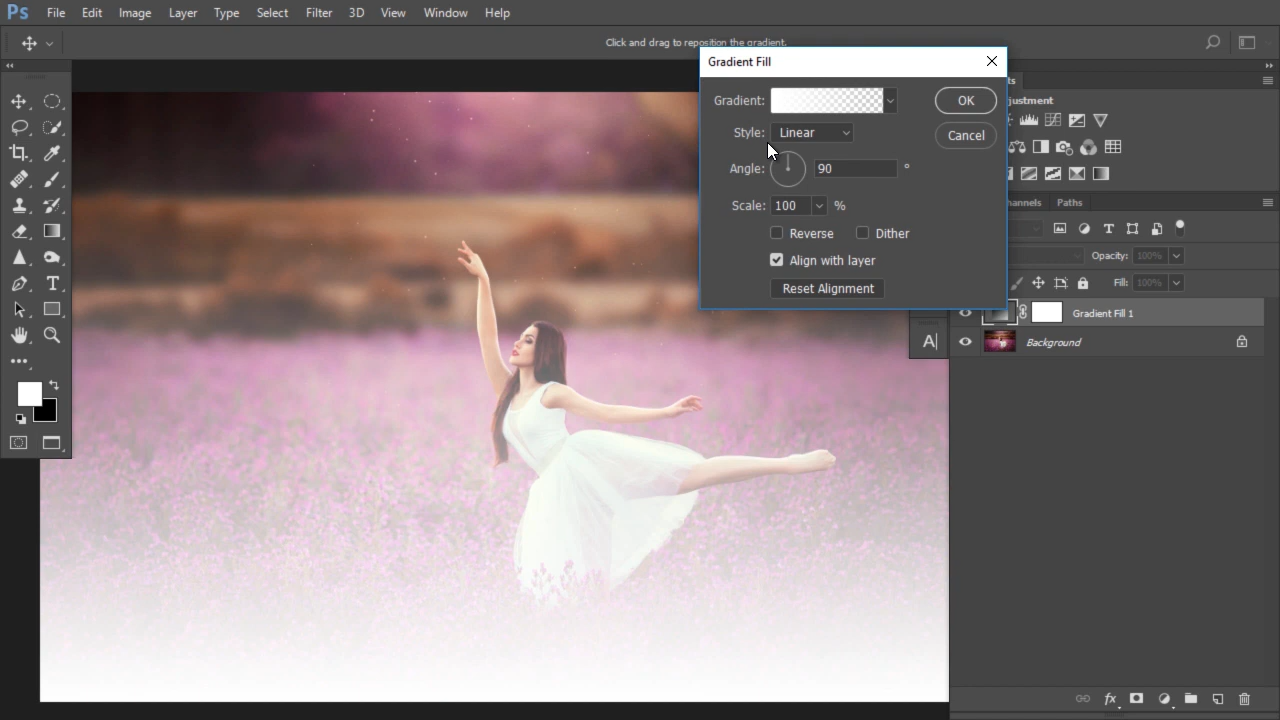 Ps File Edit Image Layer Type Select Filter 3D View Window Help
Click and drag to reposition the gradient.
Gradient Fill
Gradient: OK
Style: Linear
Cancel
Angle: 90 °
Scale: 100 %
Reverse Dither
Align with layer
Reset Alignment
Paths
Opacity: 100%
Fill: 100%
Gradient Fill 1
Background
A
fx